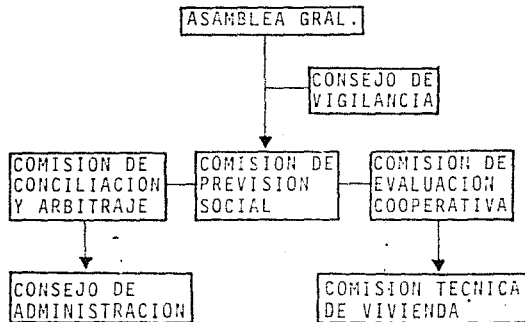 ASAMBLEA GRAL.
CONSEJO DE
VIGILANCIA
COMISION DE
CONCILIACION
Y ARBITRAJE
COMISION DE
PREVISION
SOCIAL
COMISION DE
EVALUACION
COOPERATIVA
CONSEJO DE
ADMINISTRACION
COMISION TECNICA
DE VIVIENDA